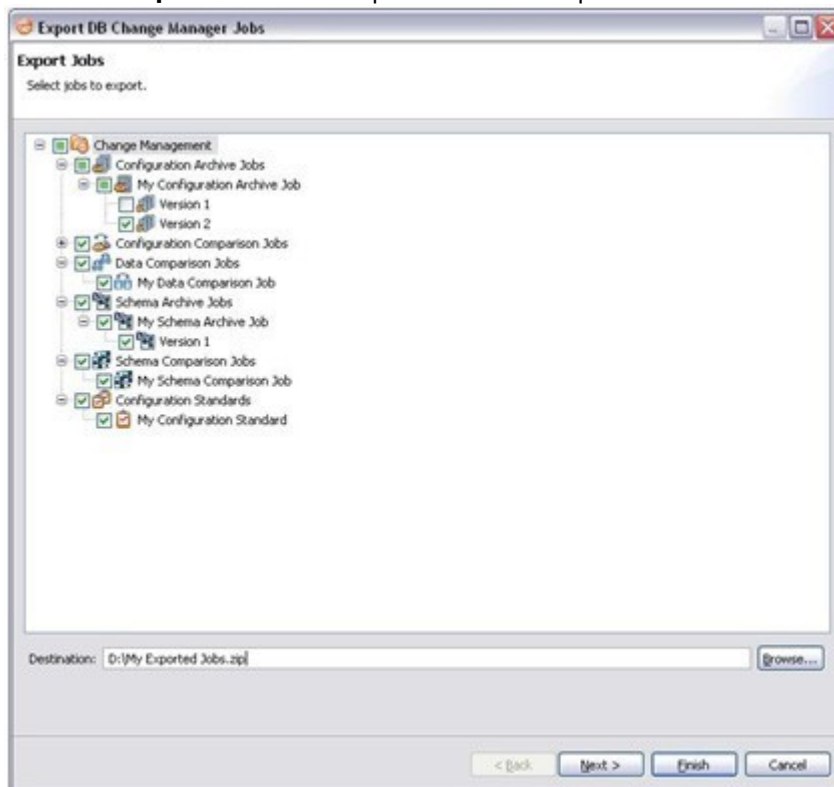 Export DB Change Manager Jobs
Export Jobs
Select jobs to export.
Change Management
Configuration Archive Jobs
My Configuration Archive Job
Version 1
Version 2
Configuration Comparison Jobs
Data Comparison Jobs
My Data Comparison Job
Schema Archive Jobs
My Schema Archive Job
Version 1
Schema Comparison Jobs
My Schema Comparison Job
Configuration Standards
My Configuration Standard
Destination: D:\My Exported Jobs.zip Browse...
< Back Next > Finish Cancel